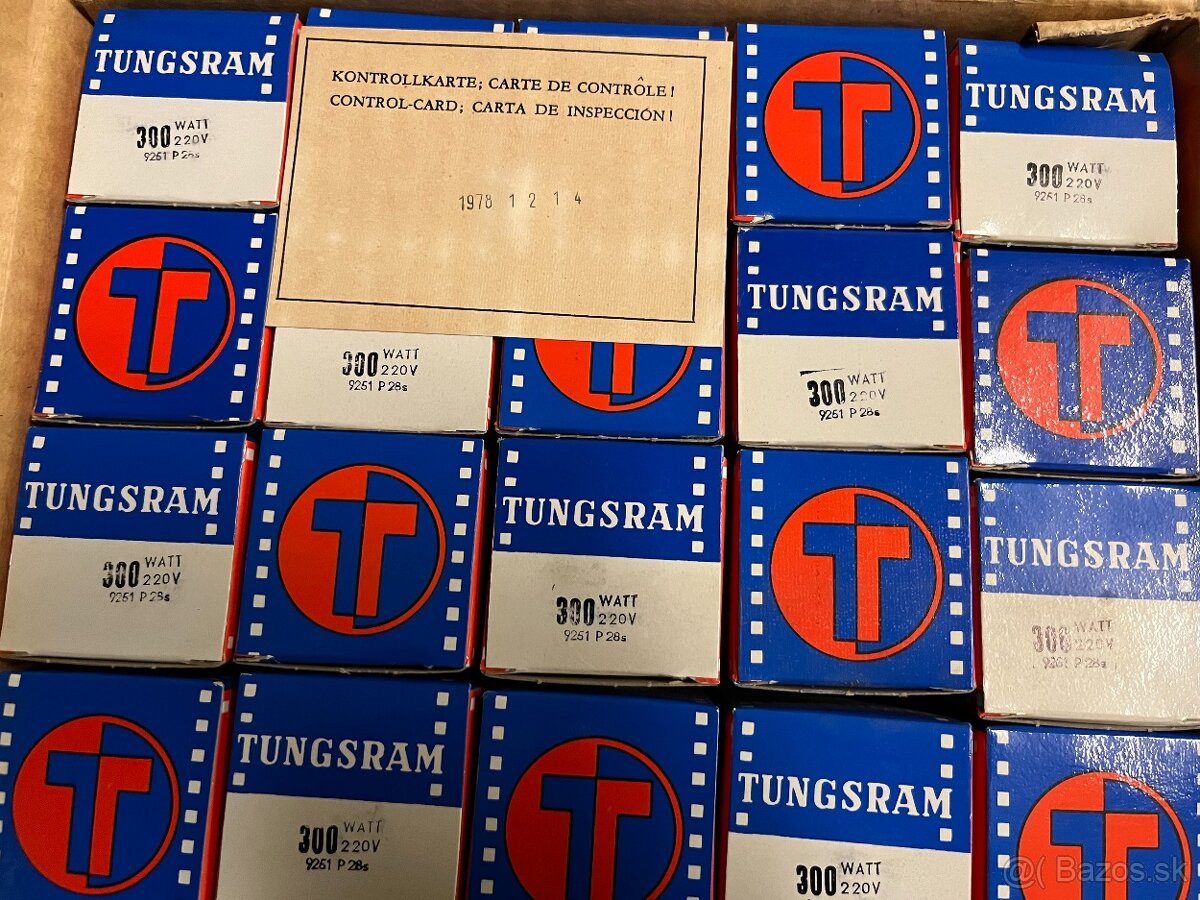 TUNGSRAM
300 WATT
220V
9251 P 28s
KONTROLLKARTE; CARTE DE CONTRÔLE!
CONTROL-CARD; CARTA DE INSPECCIÓN!
1978 12 14
TUNGSRAM
300 WATT
220V
9251 P 28s
300 WATT
220V
9251 P 28s
TUNGSRAM
300 WATT
220V
9251 P 28s
TUNGSRAM
300 WATT
220V
9251 P 28s
TUNGSRAM
300 WATT
220V
9251 P 28s
TUNGSRAM
300 WATT
220V
9251 P 28s
TUNGSRAM
300 WATT
220V
9251 P 28s
TUNGSRAM
300 WATT
220V
Bazos.sk